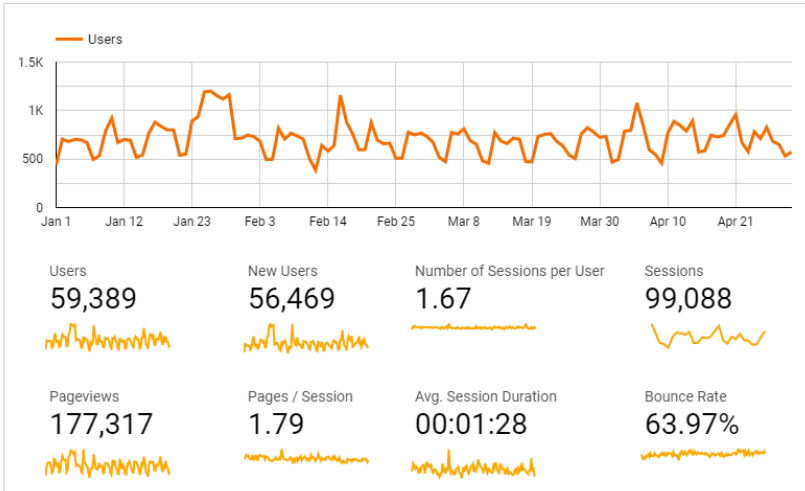 Users
1.5K
1K
500
0
Jan 1 Jan 12 Jan 23 Feb 3 Feb 14 Feb 25 Mar 8 Mar 19 Mar 30 Apr 10 Apr 21
Users New Users Number of Sessions per User Sessions
59,389 56,469 1.67 99,088
Pageviews Pages / Session Avg. Session Duration Bounce Rate
177,317 1.79 00:01:28 63.97%